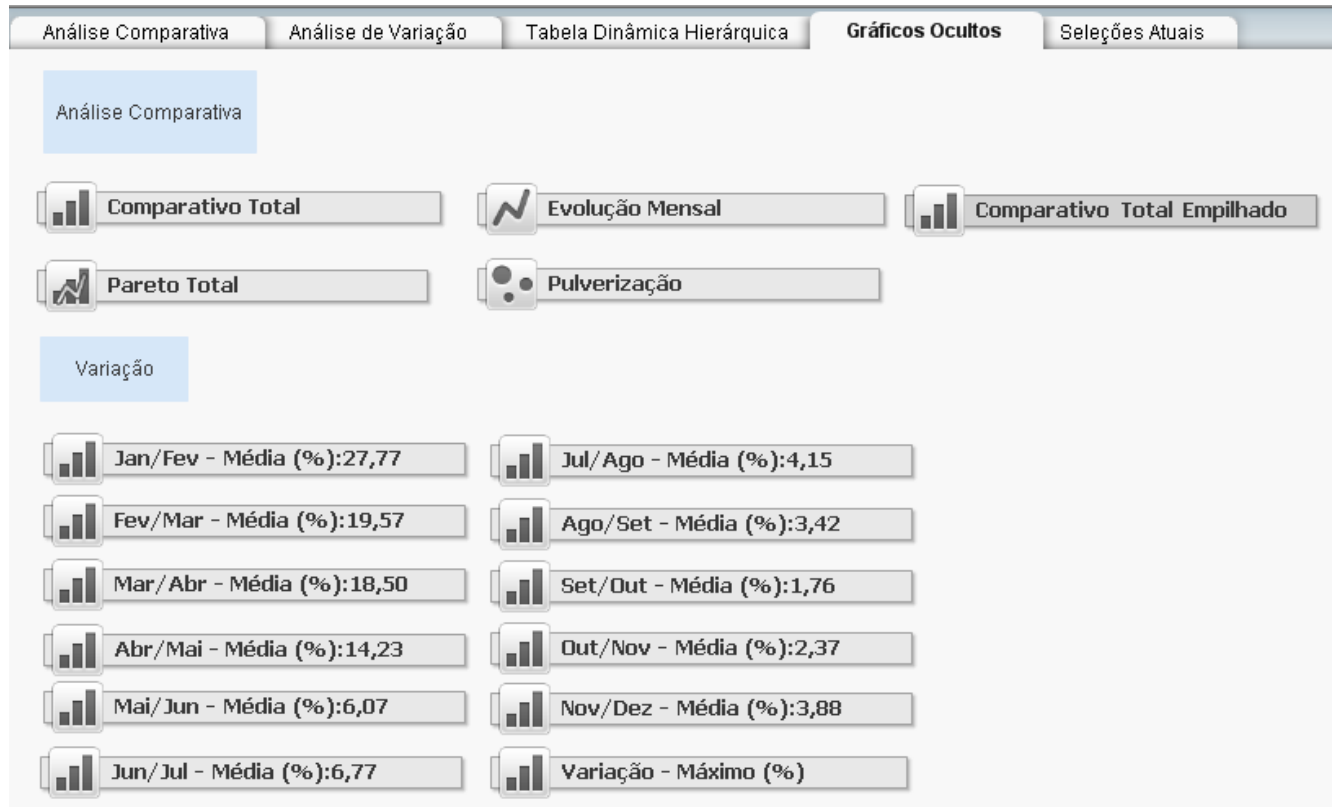 Análise Comparativa
Análise de Variação
Tabela Dinâmica Hierárquica
Gráficos Ocultos
Seleções Atuais
Análise Comparativa
Comparativo Total
Evolução Mensal
Comparativo Total Empilhado
Pareto Total
Pulverização
Variação
Jan/Fev - Média (%):27,77
Jul/Ago - Média (%):4,15
Fev/Mar - Média (%):19,57
Ago/Set - Média (%):3,42
Mar/Abr - Média (%):18,50
Set/Out - Média (%):1,76
Abr/Mai - Média (%):14,23
Out/Nov - Média (%):2,37
Mai/Jun - Média (%):6,07
Nov/Dez - Média (%):3,88
Jun/Jul - Média (%):6,77
Variação - Máximo (%)